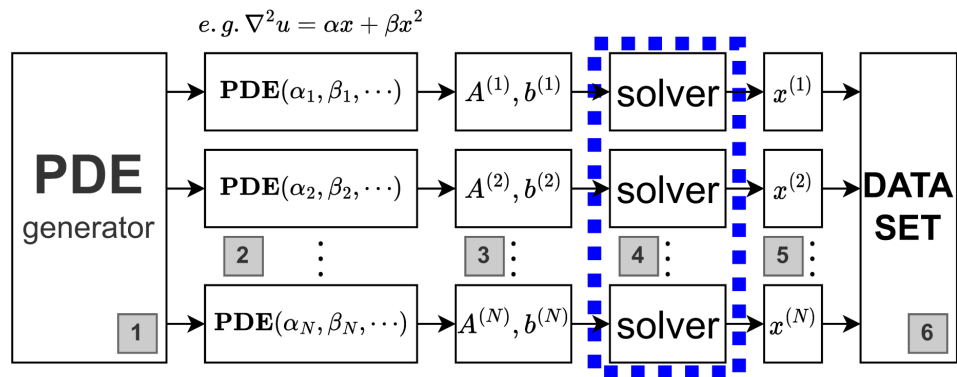 e.g.∇²u = αx + βx²
PDE
generator
1
PDE(α₁, β₁, ⋯)
PDE(α₂, β₂, ⋯)
2
⋮
PDE(α_N, β_N, ⋯)
A⁽¹⁾, b⁽¹⁾
A⁽²⁾, b⁽²⁾
3
⋮
A⁽ᴺ⁾, b⁽ᴺ⁾
solver
solver
4
⋮
solver
x⁽¹⁾
x⁽²⁾
5
⋮
x⁽ᴺ⁾
DATA
SET
6